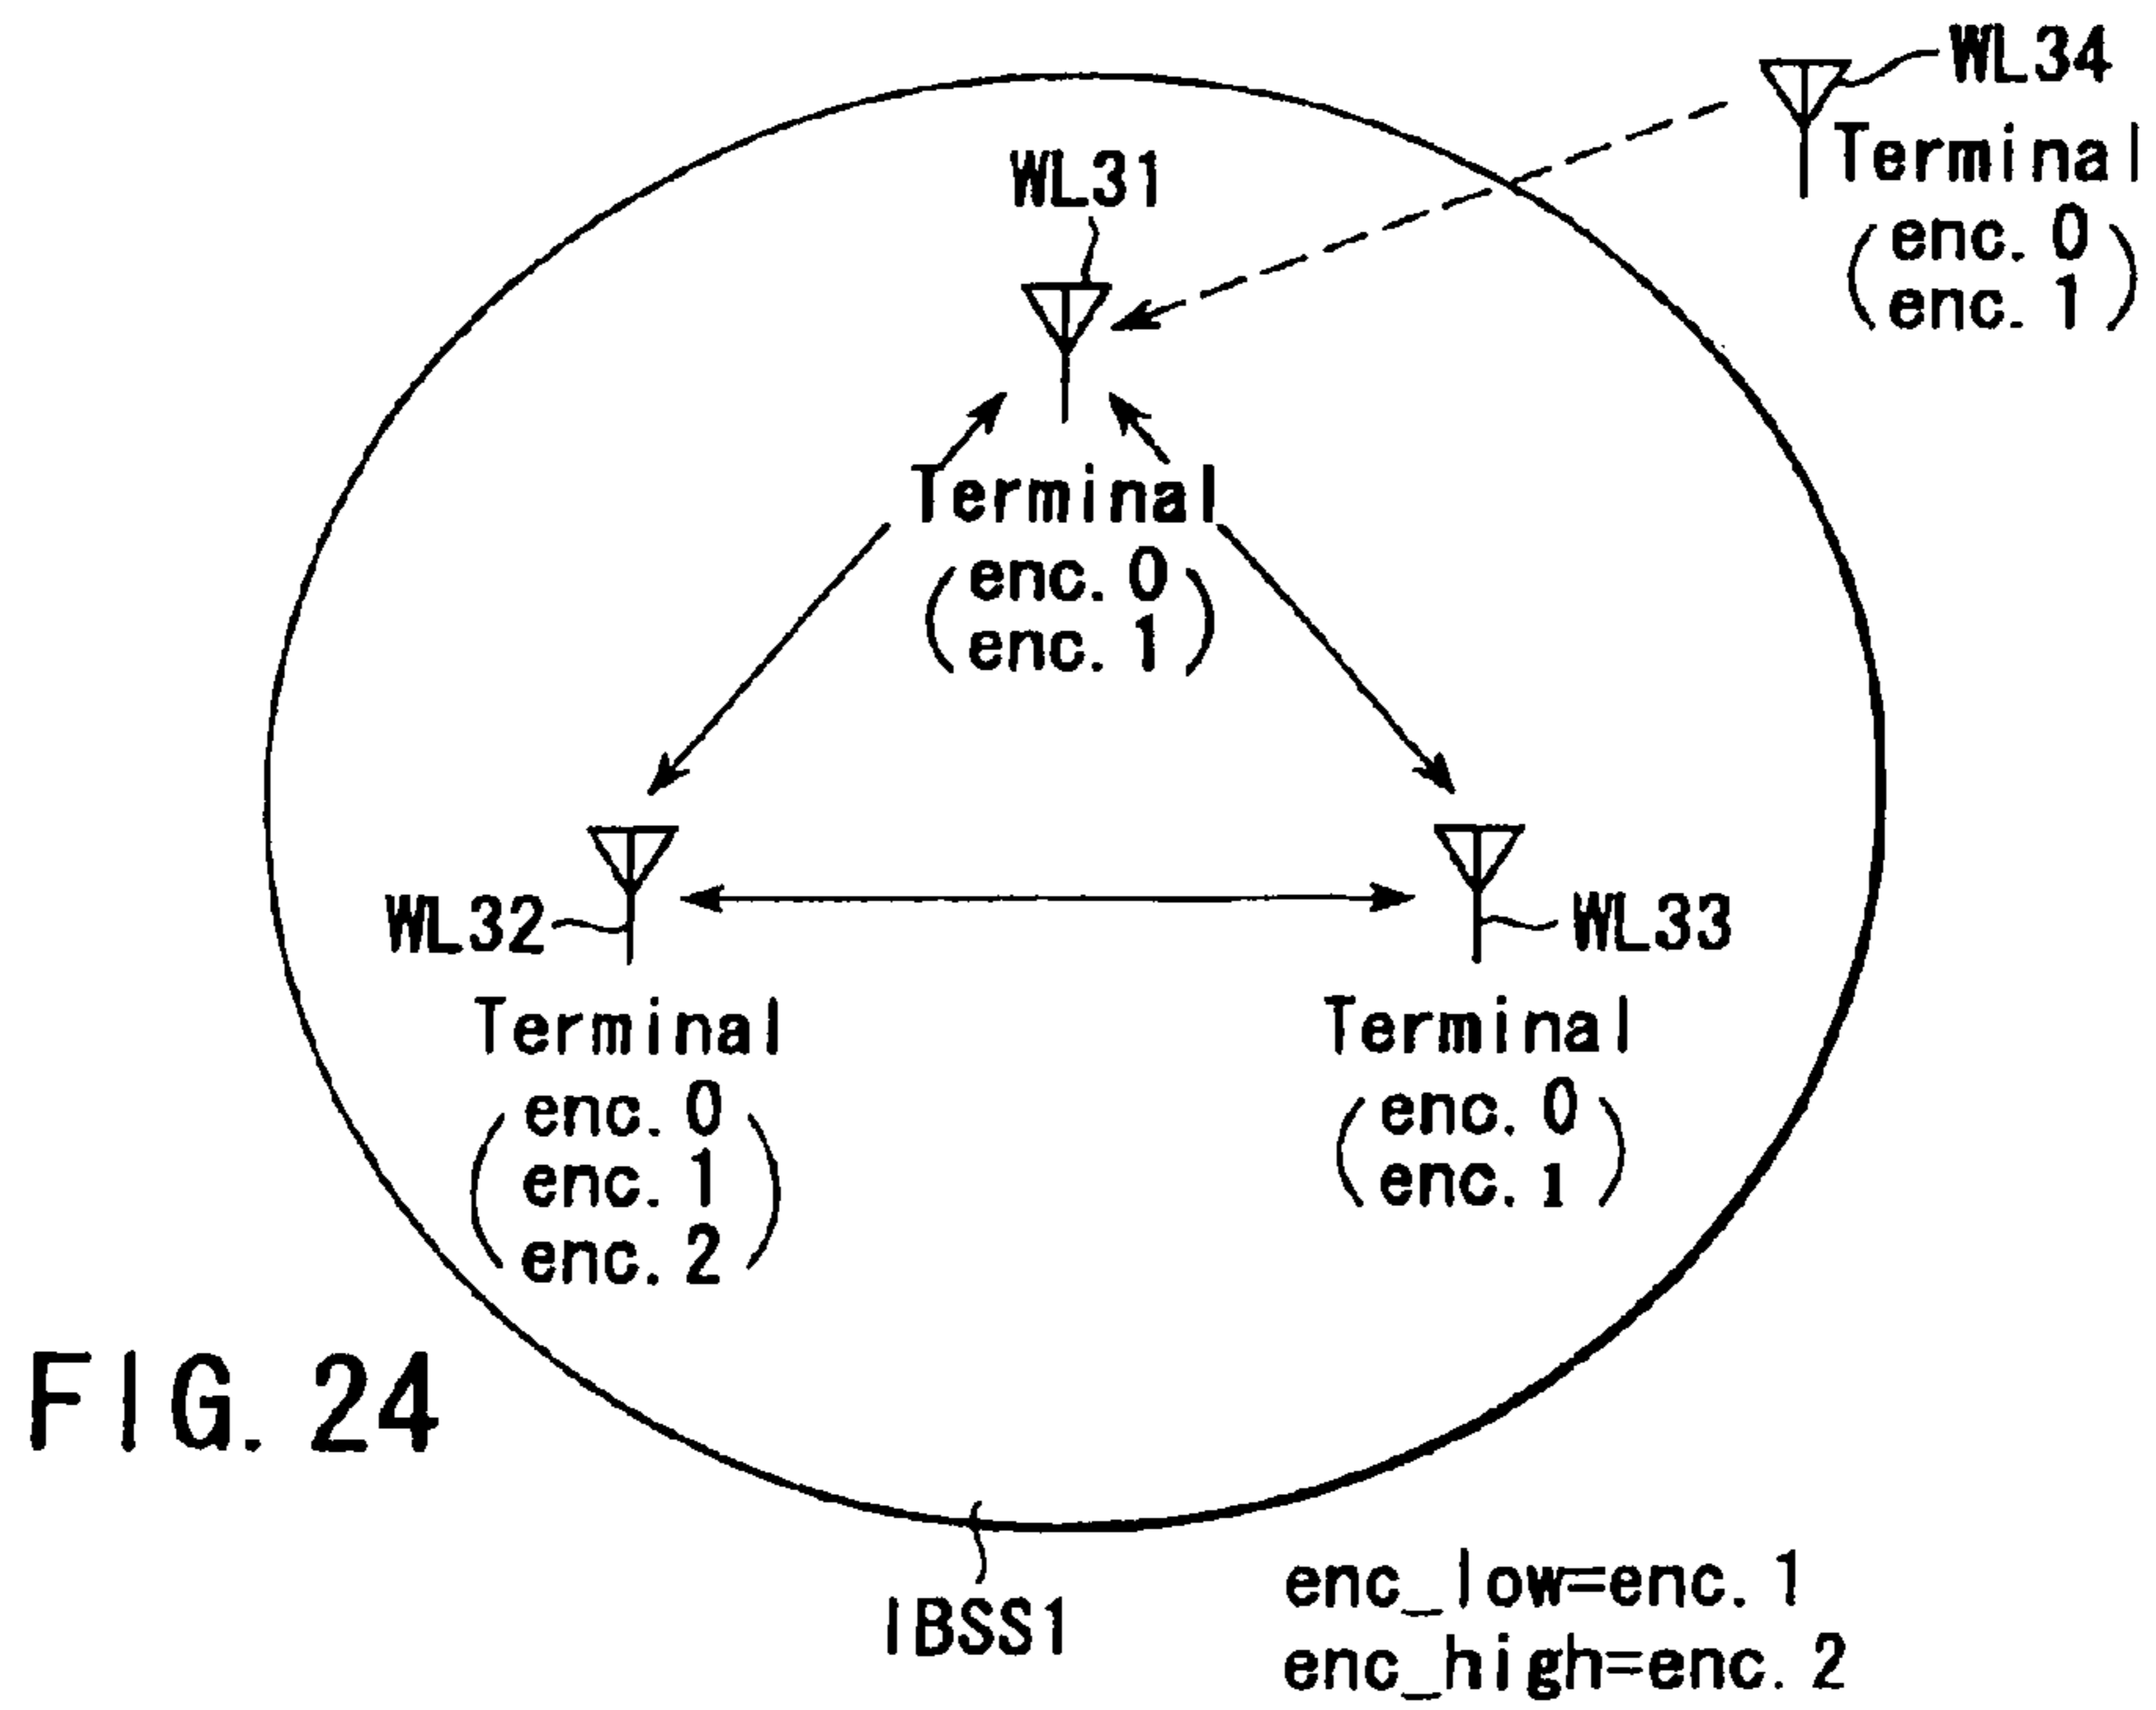 WL34
Terminal
(enc. 0
enc. 1)
WL31
Terminal
(enc. 0
enc. 1)
WL32
Terminal
(enc. 0
enc. 1
enc. 2)
WL33
Terminal
(enc. 0
enc. 1)
FIG. 24
IBSS1
enc_low=enc. 1
enc_high=enc. 2